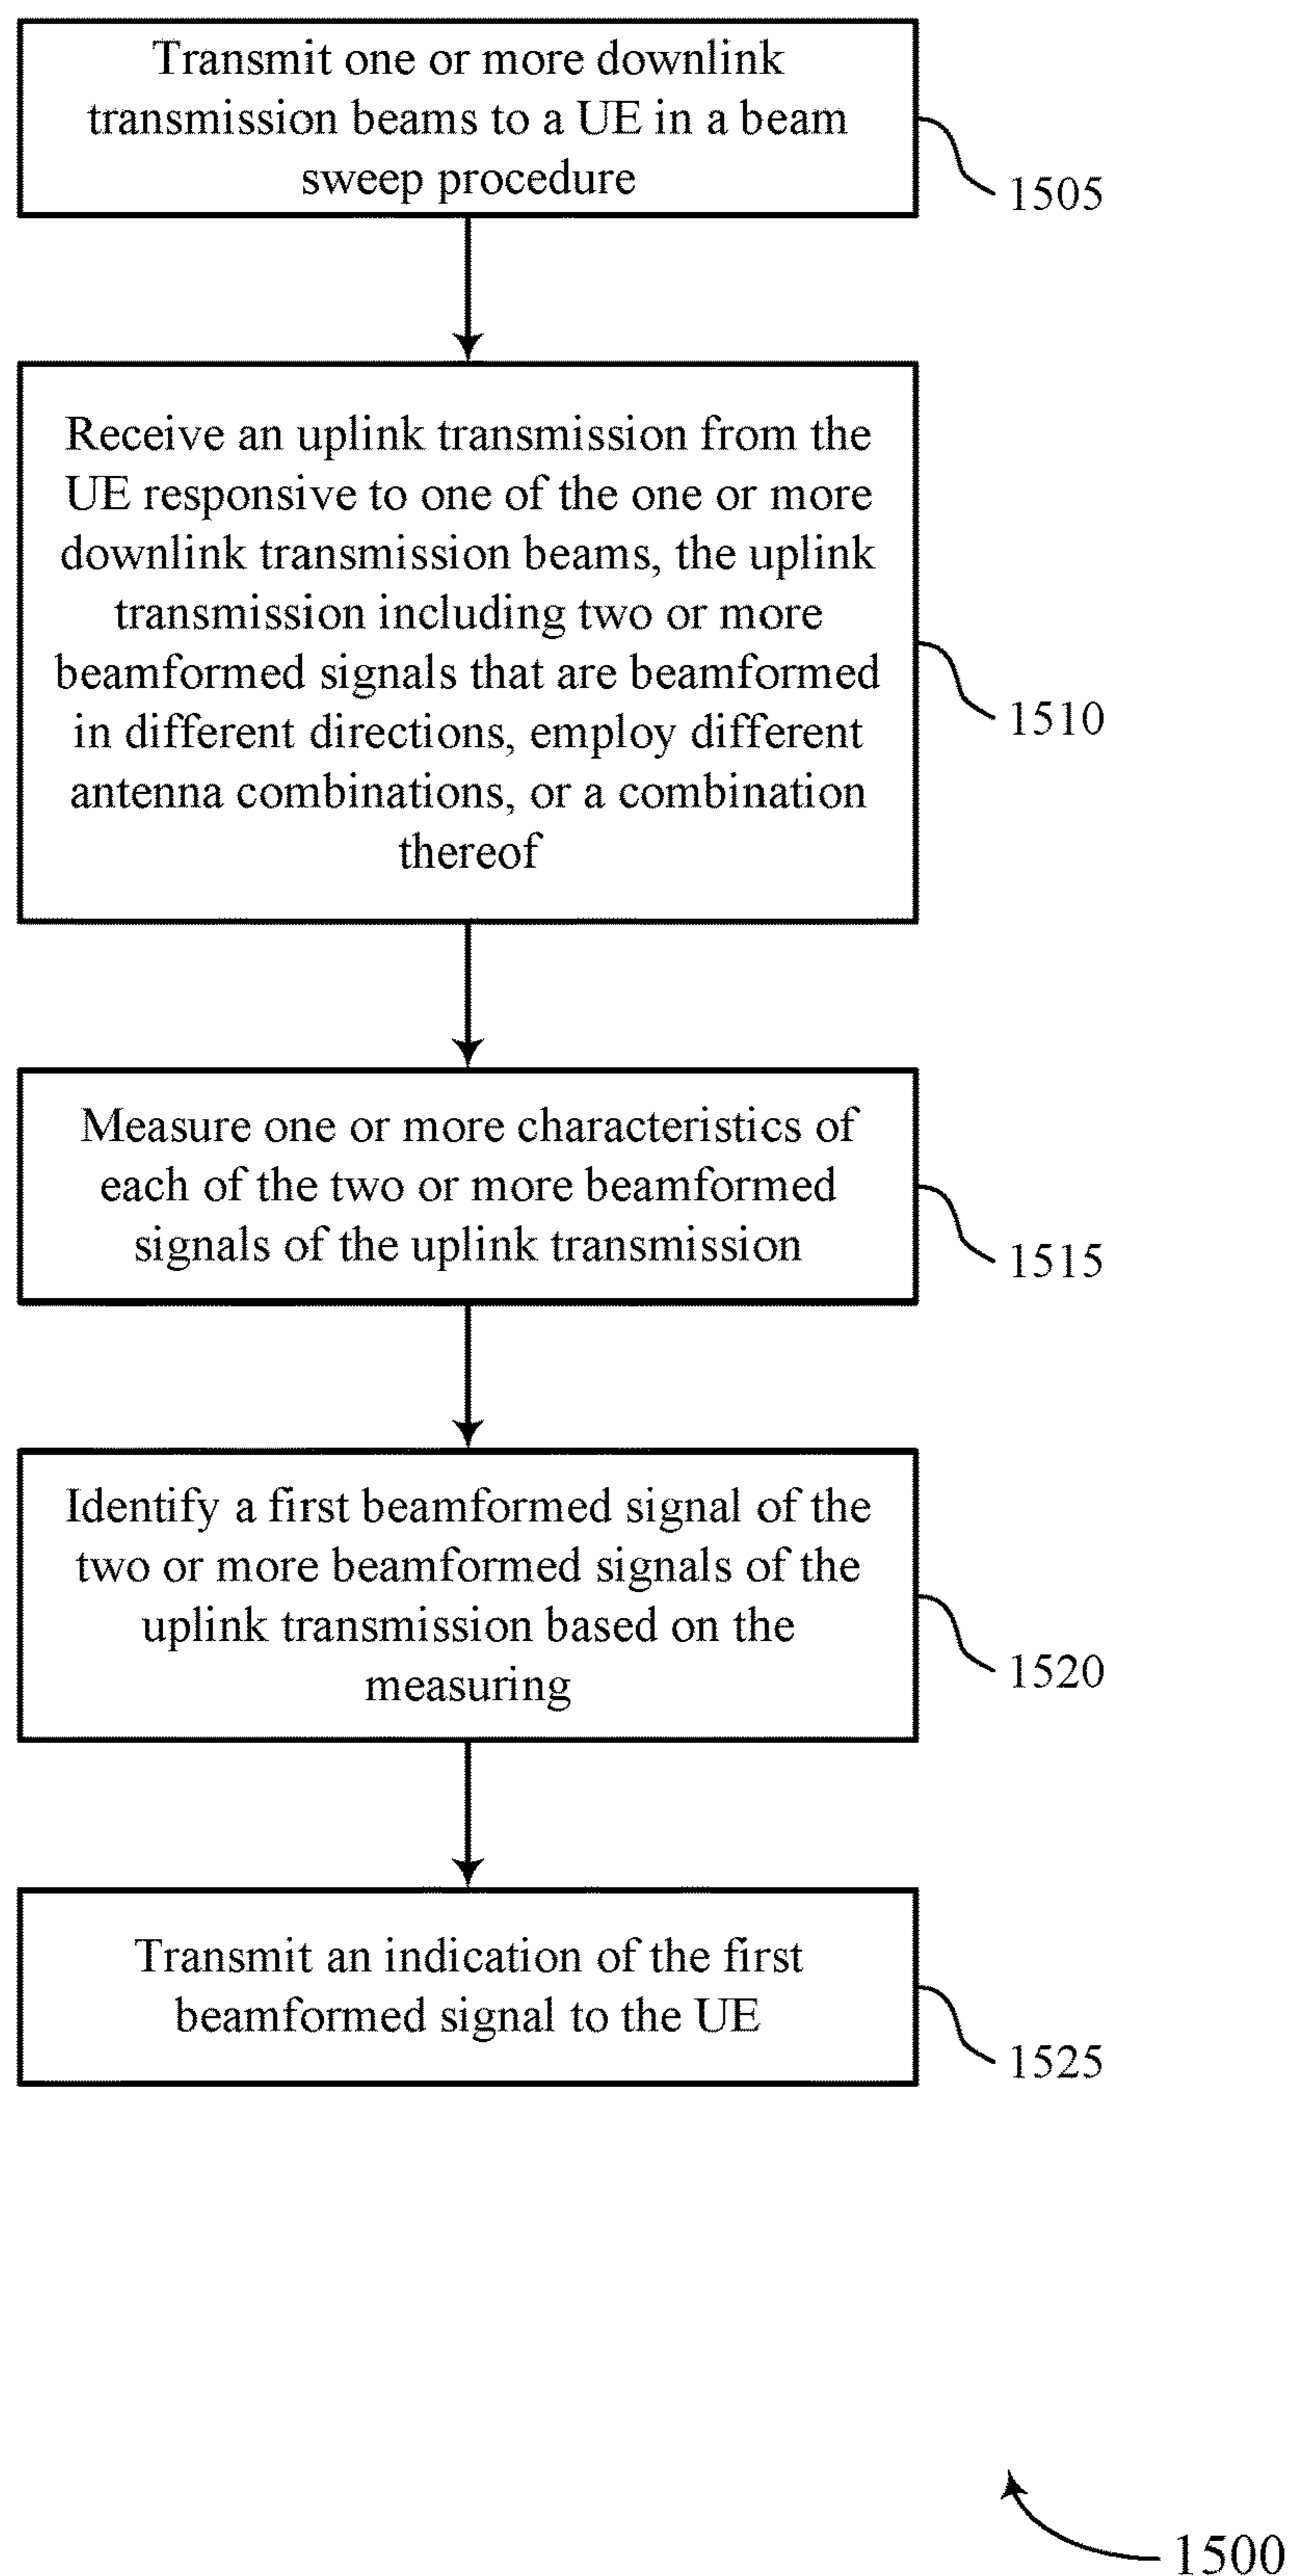 Transmit one or more downlink
transmission beams to a UE in a beam
sweep procedure
1505
Receive an uplink transmission from the
UE responsive to one of the one or more
downlink transmission beams, the uplink
transmission including two or more
beamformed signals that are beamformed
in different directions, employ different
antenna combinations, or a combination
thereof
1510
Measure one or more characteristics of
each of the two or more beamformed
signals of the uplink transmission
1515
Identify a first beamformed signal of the
two or more beamformed signals of the
uplink transmission based on the
measuring
1520
Transmit an indication of the first
beamformed signal to the UE
1525
1500